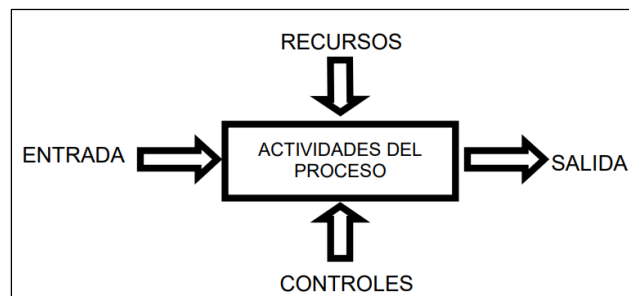 RECURSOS
ENTRADA
ACTIVIDADES DEL
PROCESO
SALIDA
CONTROLES